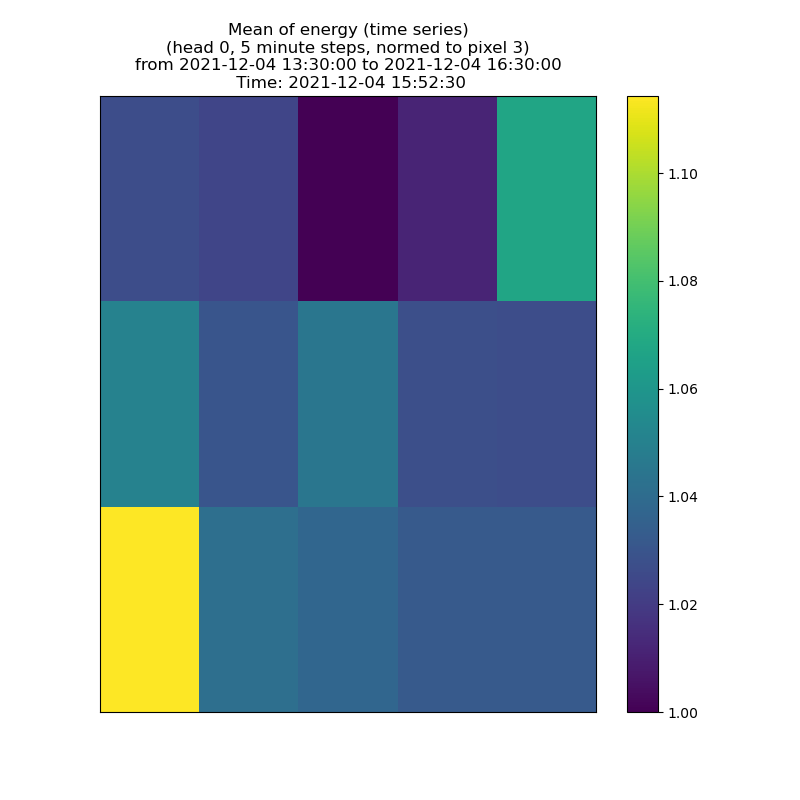 Mean of energy (time series)
(head 0, 5 minute steps, normed to pixel 3)
from 2021-12-04 13:30:00 to 2021-12-04 16:30:00
Time: 2021-12-04 15:52:30
1.10
1.08
1.06
1.04
1.02
1.00